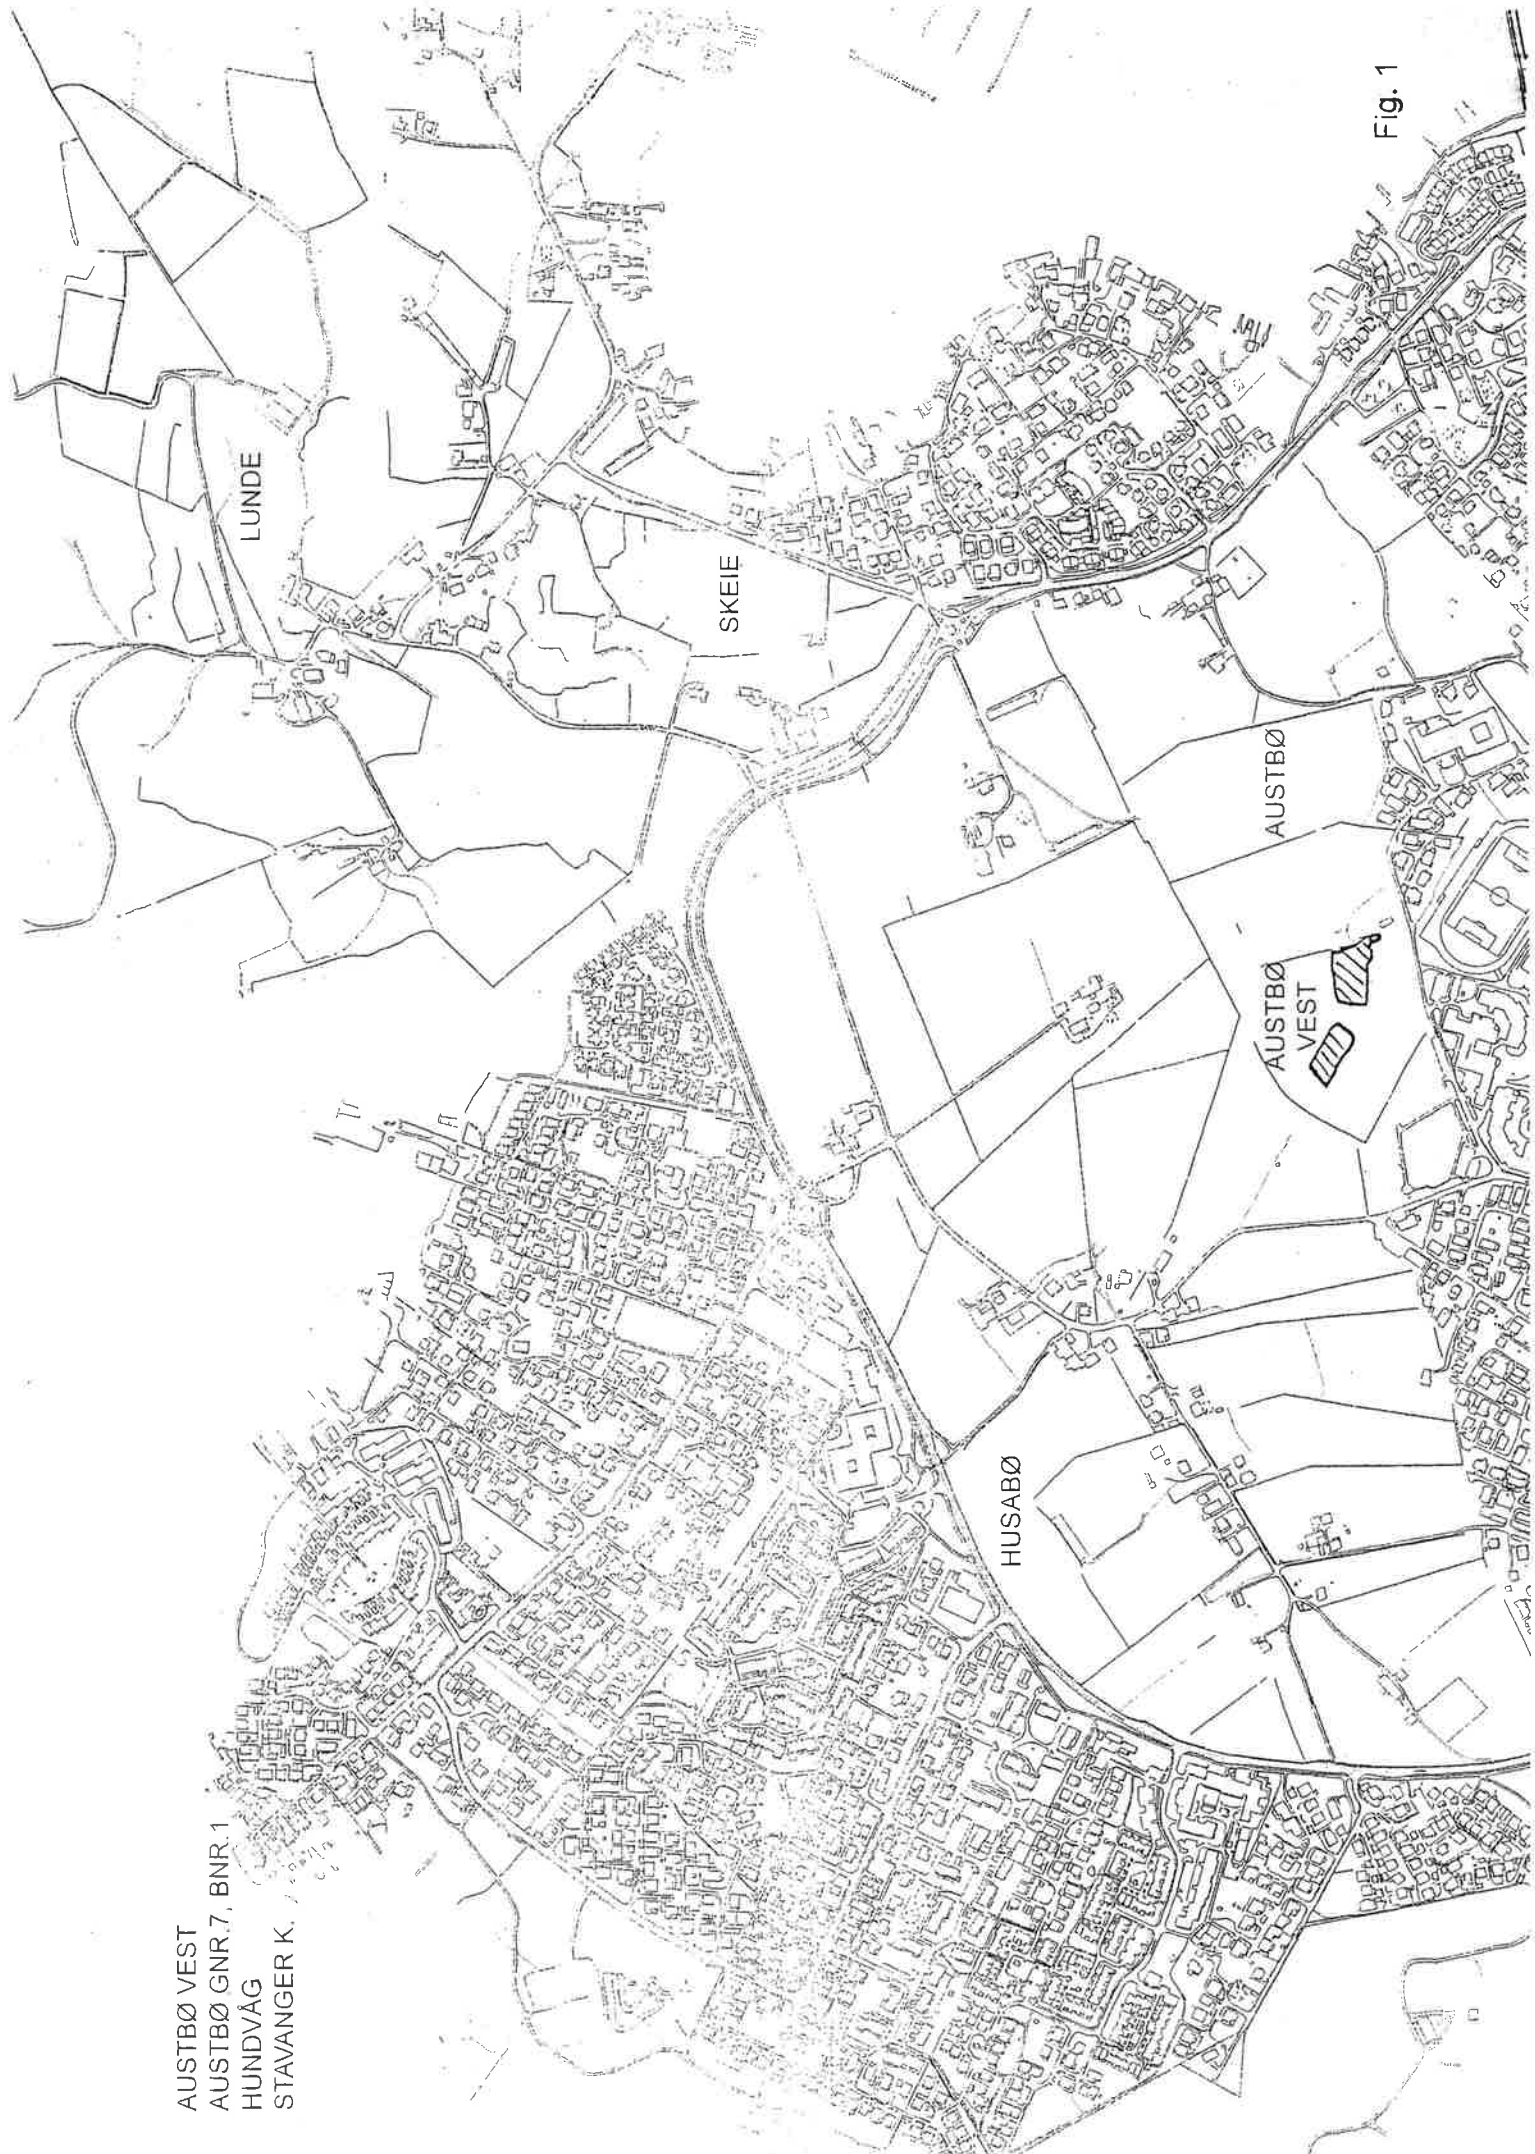 AUSTBØ VEST
AUSTBØ GNR.7, BNR.1
HUNDVÅG
STAVANGER K.
LUNDE
SKEIE
HUSABØ
AUSTBØ
AUSTBØ
VEST
Fig. 1